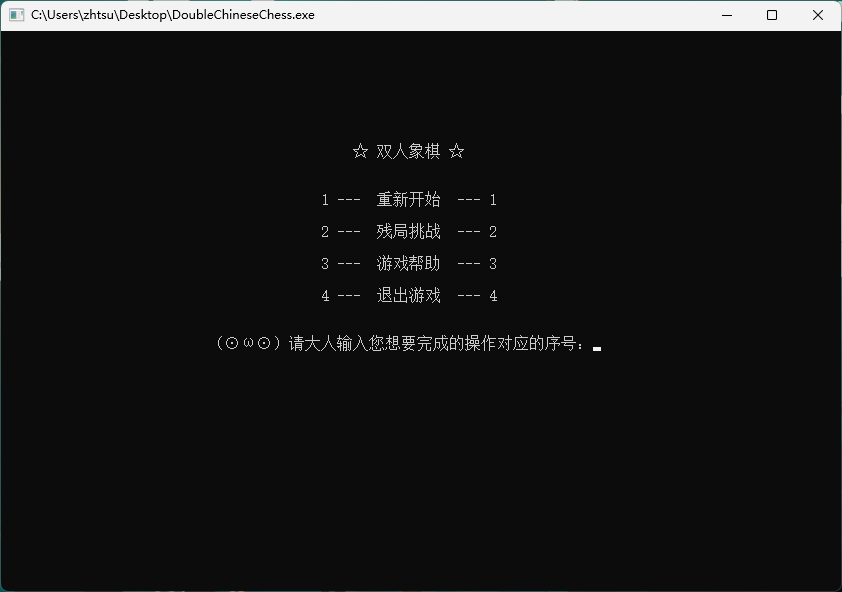 C:\Users\zhtsu\Desktop\DoubleChineseChess.exe
☆ 双人象棋 ☆
1 --- 重新开始 --- 1
2 --- 残局挑战 --- 2
3 --- 游戏帮助 --- 3
4 --- 退出游戏 --- 4
(⊙ω⊙)请大人输入您想要完成的操作对应的序号: